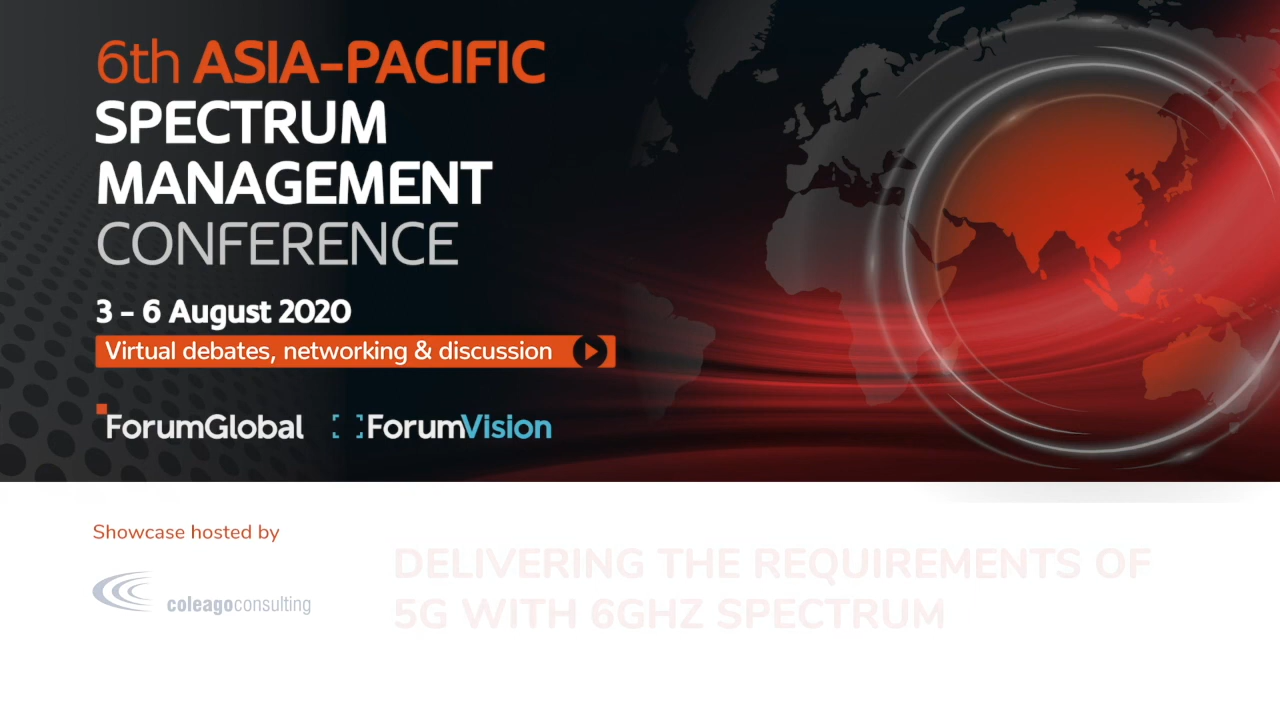 6th ASIA-PACIFIC
SPECTRUM
MANAGEMENT
CONFERENCE
3 - 6 August 2020
Virtual debates, networking & discussion
ForumGlobal
ForumVision
Showcase hosted by
coleagoconsulting
DELIVERING THE REQUIREMENTS OF
5G WITH 6GHZ SPECTRUM